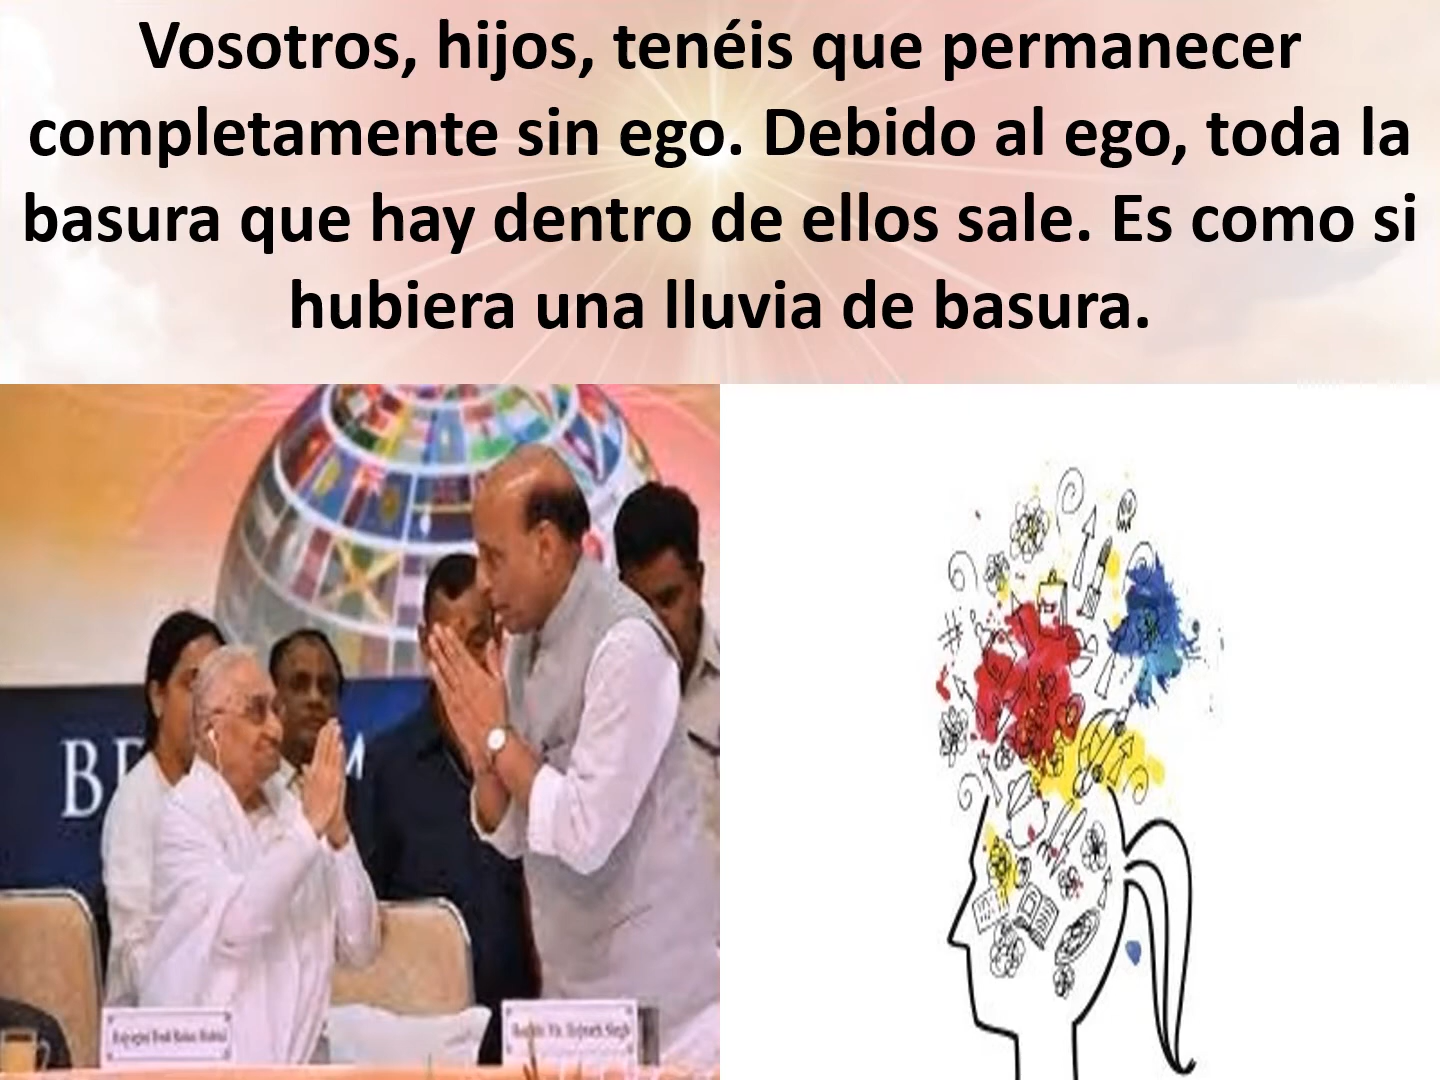 Vosotros, hijos, tenéis que permanecer
completamente sin ego. Debido al ego, toda la
basura que hay dentro de ellos sale. Es como si
hubiera una lluvia de basura.
B
M
Singh